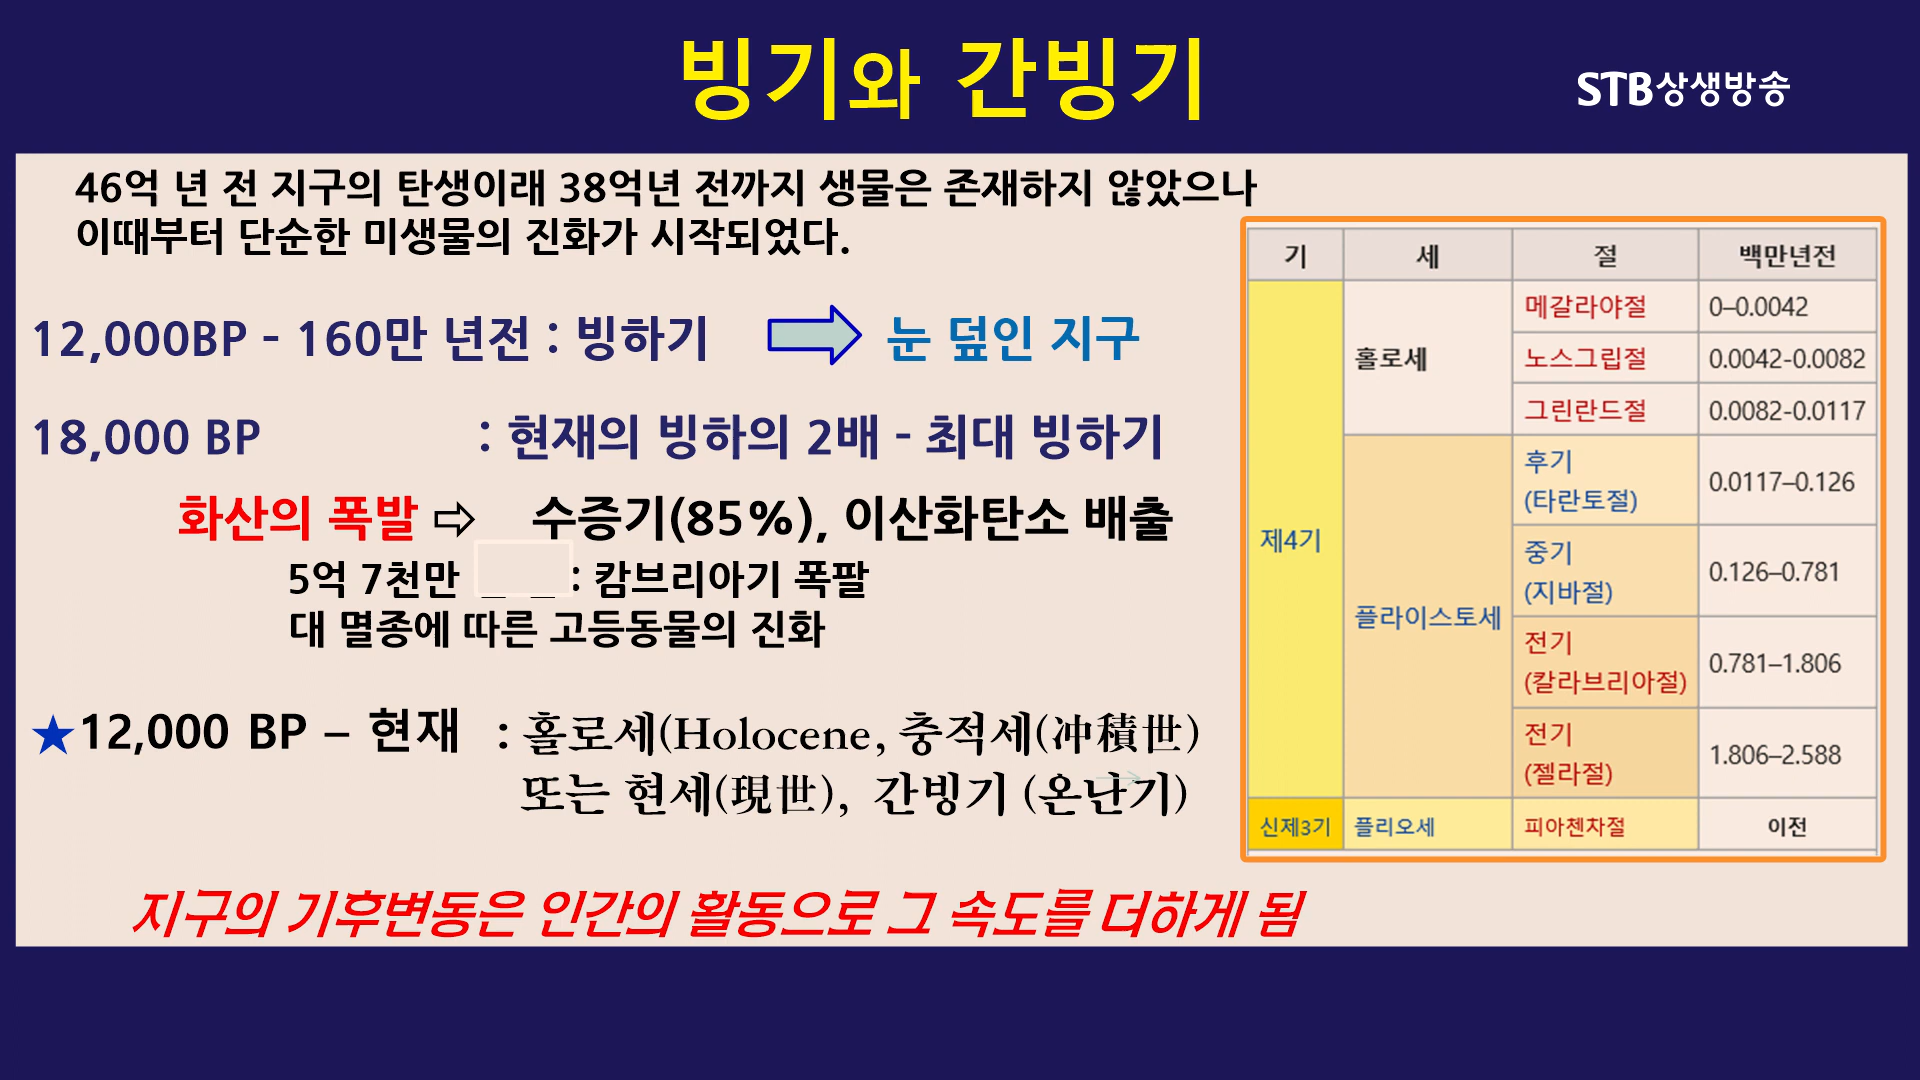 빙기와 간빙기
STB상생방송
46억 년 전 지구의 탄생이래 38억년 전까지 생물은 존재하지 않았으나
이때부터 단순한 미생물의 진화가 시작되었다.
12,000BP - 160만 년전 : 빙하기 눈 덮인 지구
18,000 BP : 현재의 빙하의 2배 - 최대 빙하기
화산의 폭발 ⇨ 수증기(85%), 이산화탄소 배출
5억 7천만 : 캄브리아기 폭팔
대 멸종에 따른 고등동물의 진화
★12,000 BP – 현재 : 홀로세(Holocene, 충적세(冲積世)
또는 현세(現世), 간빙기 (온난기)
지구의 기후변동은 인간의 활동으로 그 속도를 더하게 됨
기 세 절 백만년전
제4기 홀로세 메갈라야절 0–0.0042
노스그립절 0.0042-0.0082
그린란드절 0.0082-0.0117
플라이스토세 후기
(타란토절) 0.0117–0.126
중기
(지바절) 0.126–0.781
전기
(칼라브리아절) 0.781–1.806
전기
(젤라절) 1.806–2.588
신제3기 플리오세 피아첸차절 이전